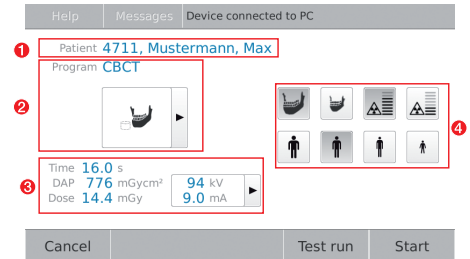 Help Messages Device connected to PC
1 Patient 4711, Mustermann, Max
Program CBCT
2
4
Time 16.0 s
DAP 776 mGycm² 94 kV
3 Dose 14.4 mGy 9.0 mA
Cancel Test run Start